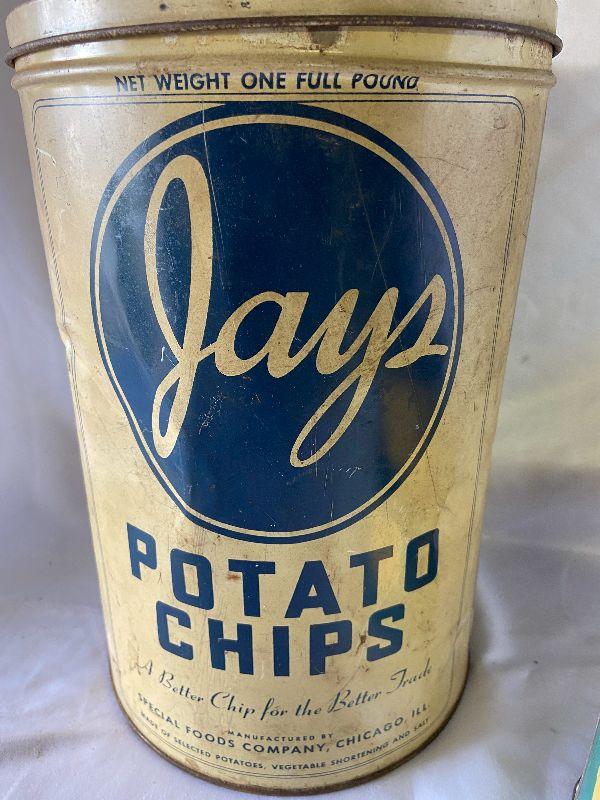 NET WEIGHT ONE FULL POUND
Jays
POTATO
CHIPS
A Better Chip for the Better Trade
MANUFACTURED BY
SPECIAL FOODS COMPANY, CHICAGO, ILL.
MADE OF SELECTED POTATOES, VEGETABLE SHORTENING AND SALT